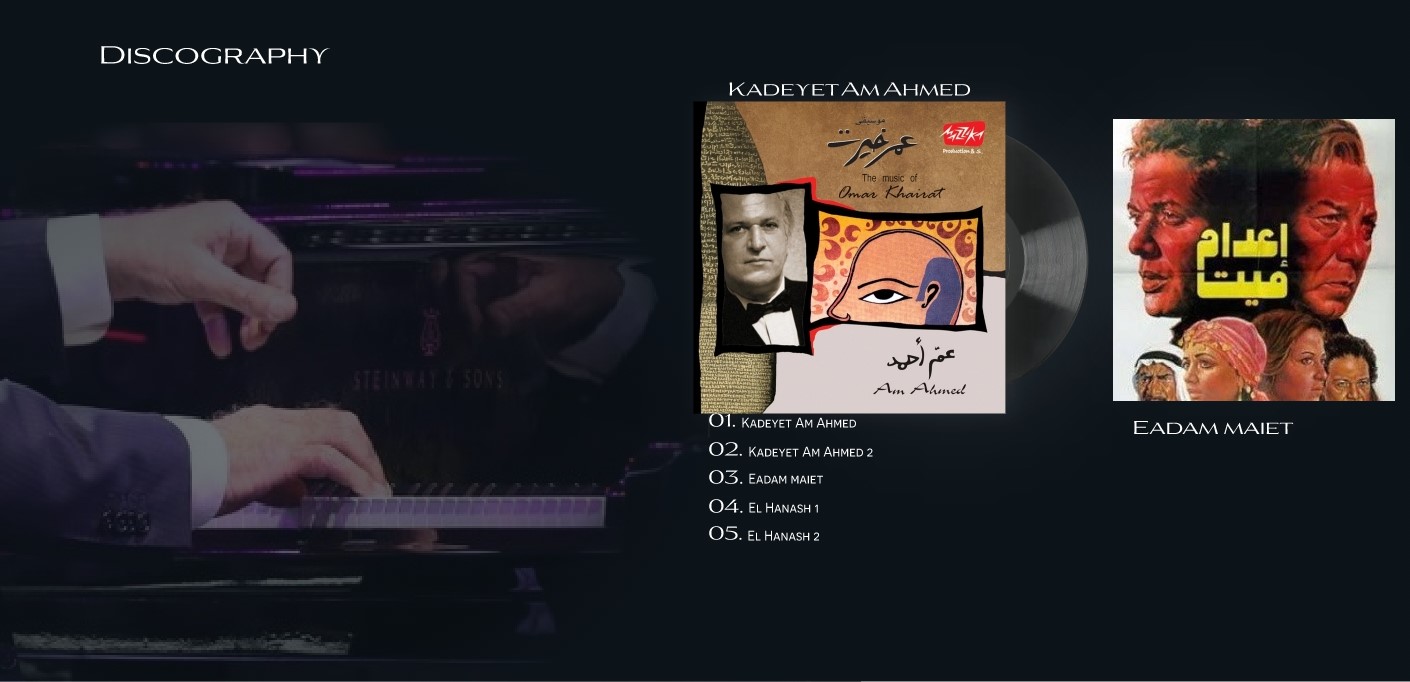 Discography
Kadeyet Am Ahmed
موسيقى
عمر خيرت
MAZZIKA
Production & S.
The music of
Omar Khairat
عمّ أحمد
Am Ahmed
إعدام
ميت
STEINWAY & SONS
01. Kadeyet Am Ahmed
02. Kadeyet Am Ahmed 2
03. Eadam maiet
04. El Hanash 1
05. El Hanash 2
Eadam maiet